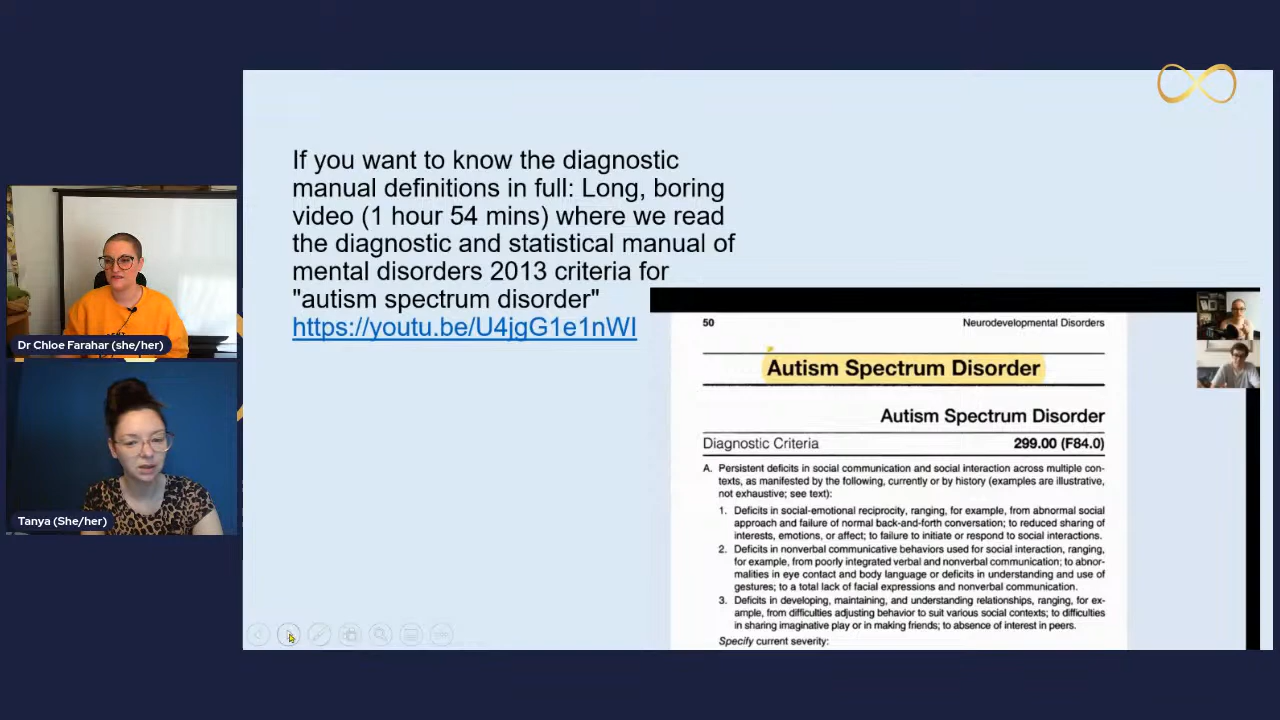 If you want to know the diagnostic
manual definitions in full: Long, boring
video (1 hour 54 mins) where we read
the diagnostic and statistical manual of
mental disorders 2013 criteria for
"autism spectrum disorder"
https://youtu.be/U4jgG1e1nWI
Dr Chloe Farahar (she/her)
Tanya (She/her)
50 Neurodevelopmental Disorders
Autism Spectrum Disorder
Autism Spectrum Disorder
Diagnostic Criteria 299.00 (F84.0)
A. Persistent deficits in social communication and social interaction across multiple con-
texts, as manifested by the following, currently or by history (examples are illustrative,
not exhaustive; see text):
1. Deficits in social-emotional reciprocity, ranging, for example, from abnormal social
approach and failure of normal back-and-forth conversation; to reduced sharing of
interests, emotions, or affect; to failure to initiate or respond to social interactions.
2. Deficits in nonverbal communicative behaviors used for social interaction, ranging,
for example, from poorly integrated verbal and nonverbal communication; to abnor-
malities in eye contact and body language or deficits in understanding and use of
gestures; to a total lack of facial expressions and nonverbal communication.
3. Deficits in developing, maintaining, and understanding relationships, ranging, for ex-
ample, from difficulties adjusting behavior to suit various social contexts; to difficulties
in sharing imaginative play or in making friends; to absence of interest in peers.
Specify current severity: